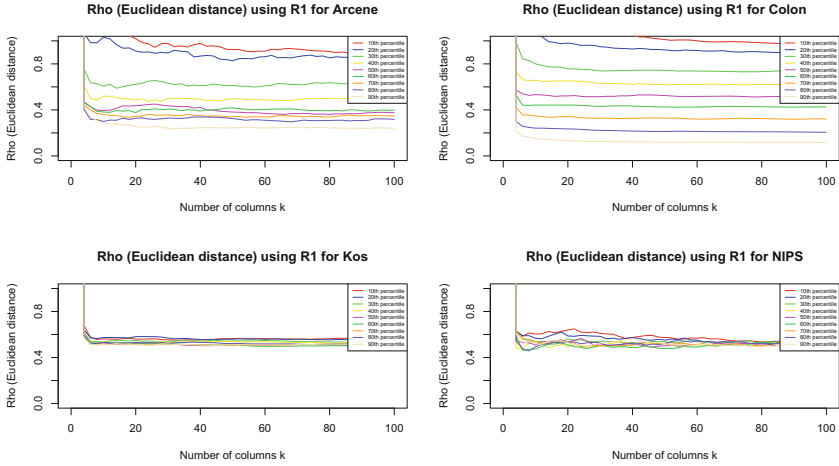 Rho (Euclidean distance) using R1 for Arcene
Rho (Euclidean distance)
0.8
0.4
0.0
10th percentile
20th percentile
30th percentile
40th percentile
50th percentile
60th percentile
70th percentile
80th percentile
90th percentile
0 20 40 60 80 100
Number of columns k
Rho (Euclidean distance) using R1 for Colon
Rho (Euclidean distance)
0.8
0.4
0.0
10th percentile
20th percentile
30th percentile
40th percentile
50th percentile
60th percentile
70th percentile
80th percentile
90th percentile
0 20 40 60 80 100
Number of columns k
Rho (Euclidean distance) using R1 for Kos
Rho (Euclidean distance)
0.8
0.4
0.0
10th percentile
20th percentile
30th percentile
40th percentile
50th percentile
60th percentile
70th percentile
80th percentile
90th percentile
0 20 40 60 80 100
Number of columns k
Rho (Euclidean distance) using R1 for NIPS
Rho (Euclidean distance)
0.8
0.4
0.0
10th percentile
20th percentile
30th percentile
40th percentile
50th percentile
60th percentile
70th percentile
80th percentile
90th percentile
0 20 40 60 80 100
Number of columns k